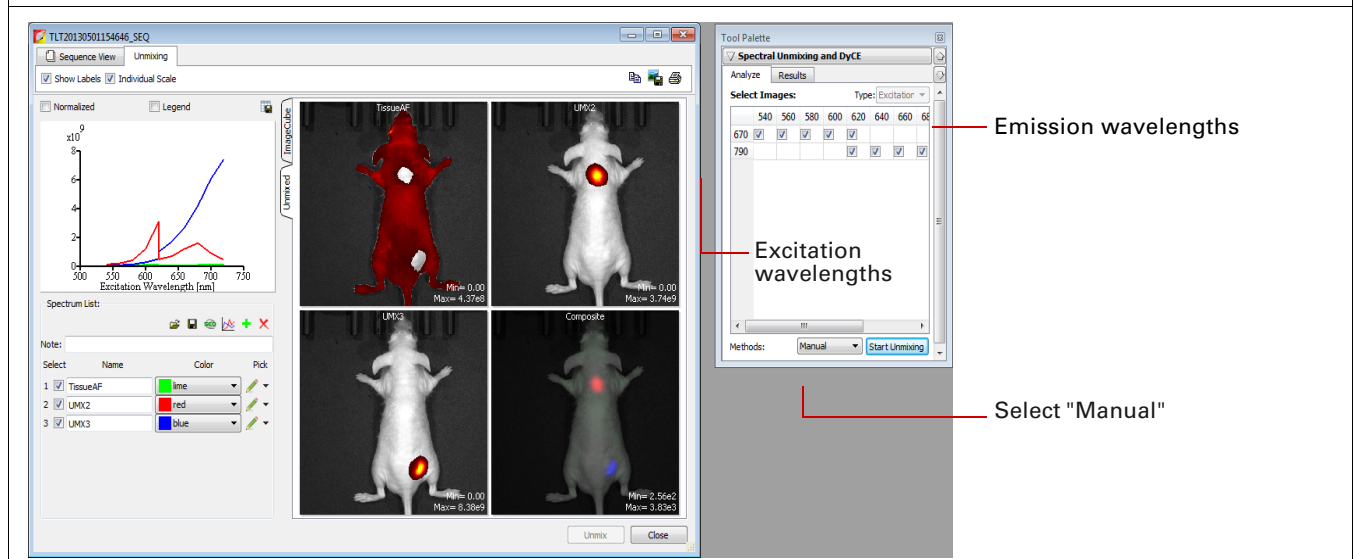 TLT20130501154646_SEQ
Sequence View Unmixing
Show Labels Individual Scale
Normalized Legend
x10
9
8
6
4
2
0
500 550 600 650 700 750
Excitation Wavelength [nm]
Spectrum List:
Note:
Select Name Color Pick
1 TissueAF lime
2 UMX2 red
3 UMX3 blue
ImageCube
Unmixed
TissueAF
Min= 0.00
Max= 4.37e8
UMX2
Min= 0.00
Max= 3.74e9
UMX3
Min= 0.00
Max= 8.38e9
Composite
Min= 2.56e2
Max= 3.83e3
Unmix Close
Tool Palette
Spectral Unmixing and DyCE
Analyze Results
Select Images: Type: Excitation
540 560 580 600 620 640 660 68
670
790
Methods: Manual Start Unmixing
Emission wavelengths
Excitation
wavelengths
Select "Manual"